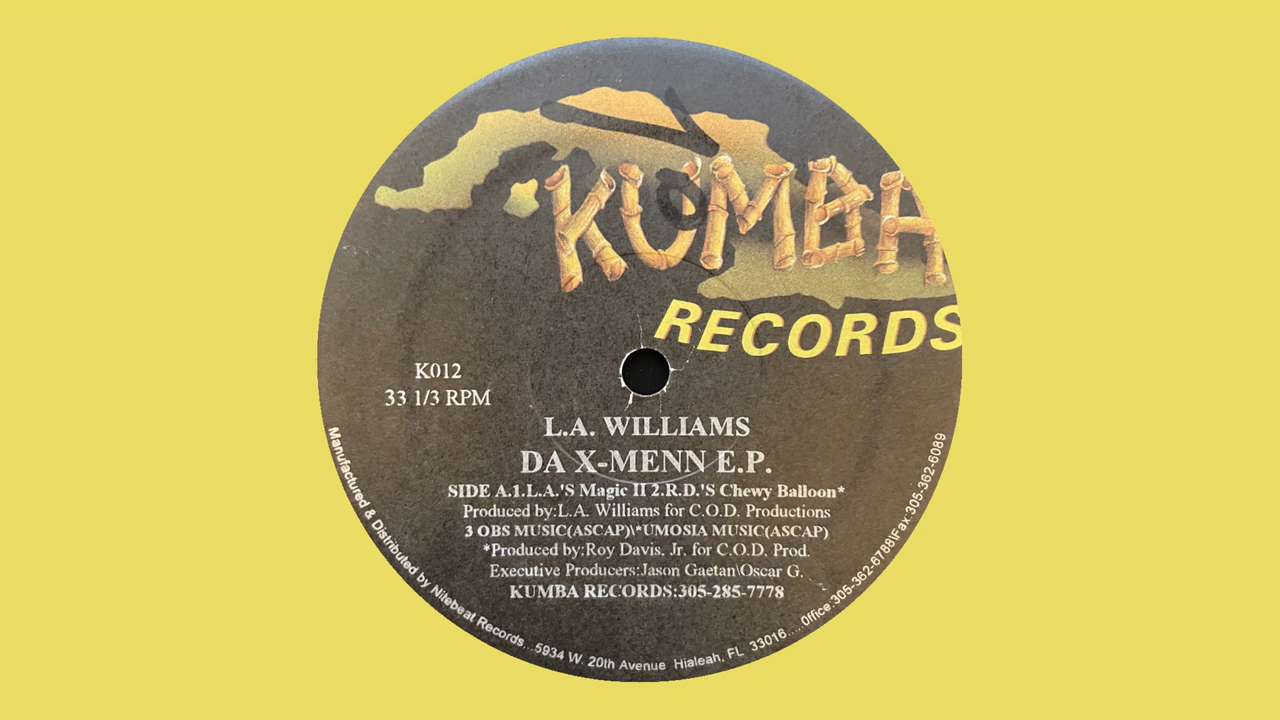 KUMBA
RECORDS
K012
33 1/3 RPM
L.A. WILLIAMS
DA X-MENN E.P.
SIDE A.1.L.A.'S Magic II 2.R.D.'S Chewy Balloon*
Produced by:L.A. Williams for C.O.D. Productions
3 OBS MUSIC(ASCAP)\*UMOSIA MUSIC(ASCAP)
*Produced by:Roy Davis, Jr. for C.O.D. Prod.
Executive Producers:Jason Gaetan\Oscar G.
KUMBA RECORDS:305-285-7778
Manufactured & Distributed by Nitebeat Records...5934 W. 20th Avenue Hialeah, FL 33016.....Office:305-362-6788\Fax:305-362-6089